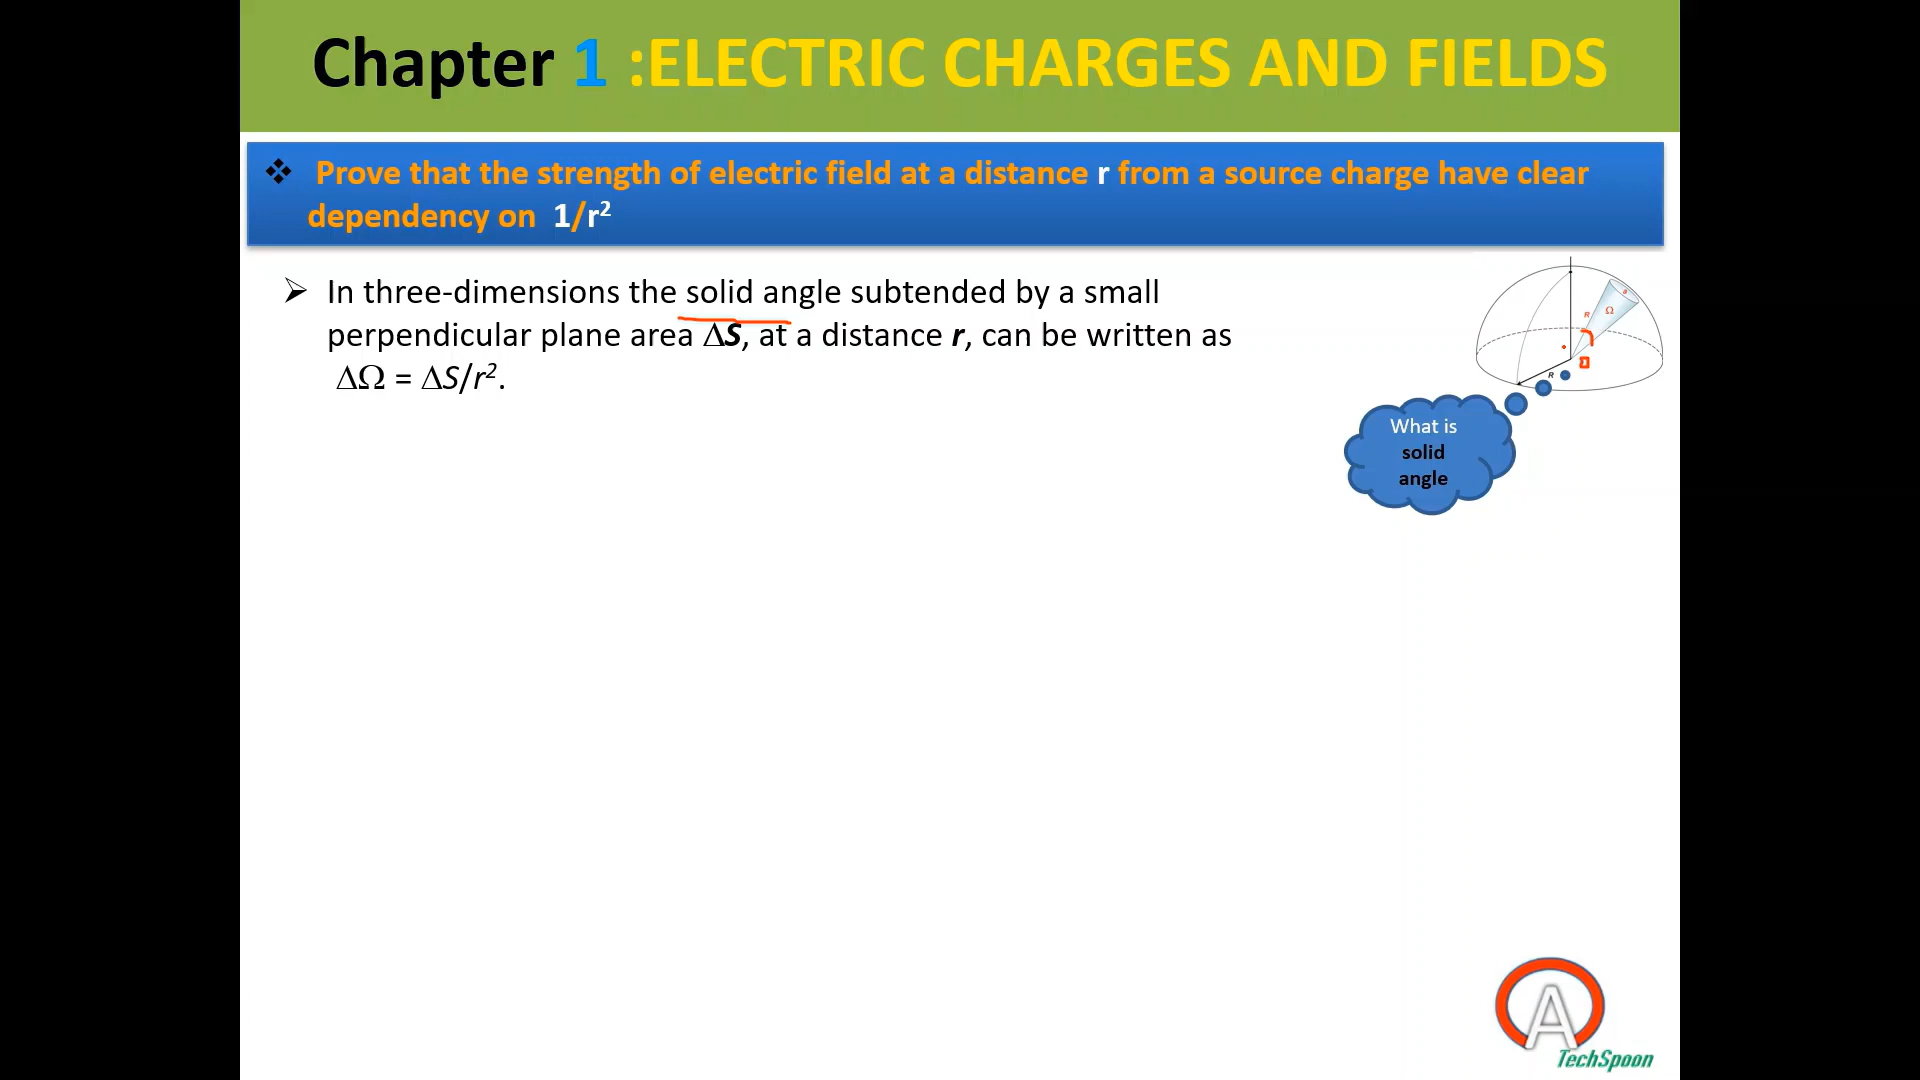 Chapter 1 :ELECTRIC CHARGES AND FIELDS
❖ Prove that the strength of electric field at a distance r from a source charge have clear
dependency on 1/r²
➢ In three-dimensions the solid angle subtended by a small
perpendicular plane area ΔS, at a distance r, can be written as
ΔΩ = ΔS/r².
R
Ω
R
What is
solid
angle
A
TechSpoon